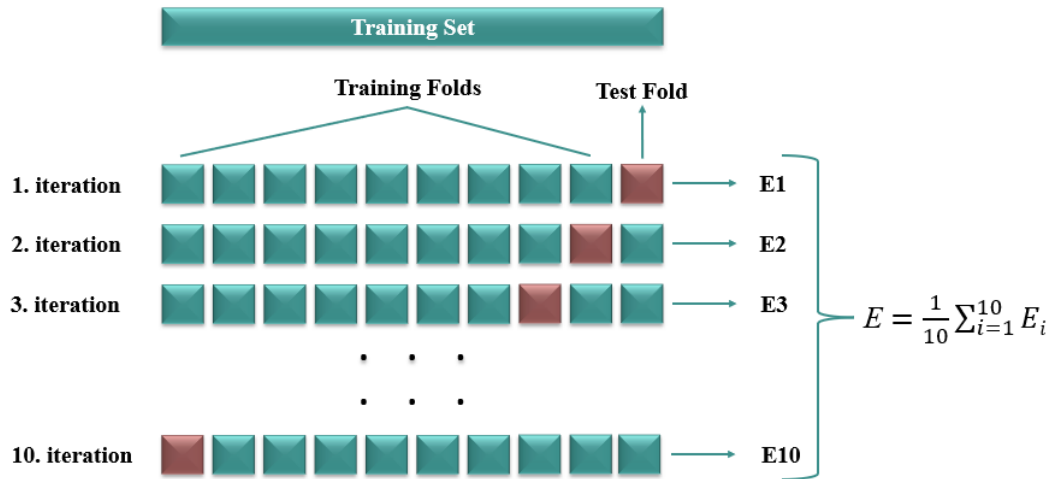 Training Set
Training Folds
Test Fold
1. iteration
E1
2. iteration
E2
3. iteration
E3
E = 1/10 ∑_{i=1}^{10} E_i
. . .
. . .
10. iteration
E10